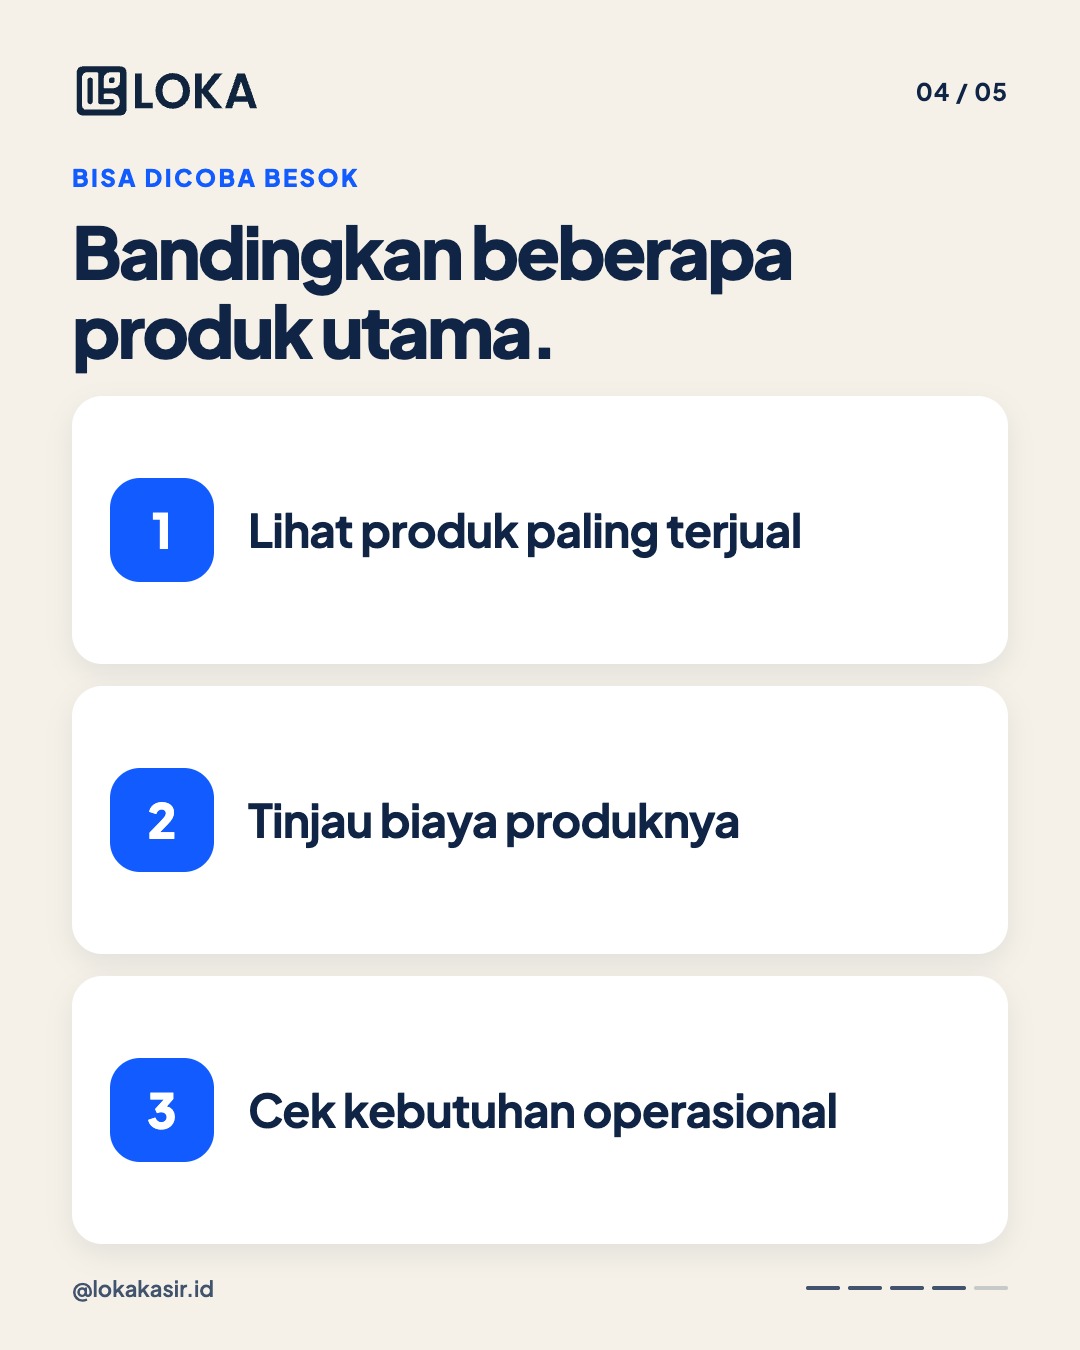 LOKA
04 / 05
BISA DICOBA BESOK
Bandingkan beberapa
produk utama.
1
Lihat produk paling terjual
2
Tinjau biaya produknya
3
Cek kebutuhan operasional
@lokakasir.id